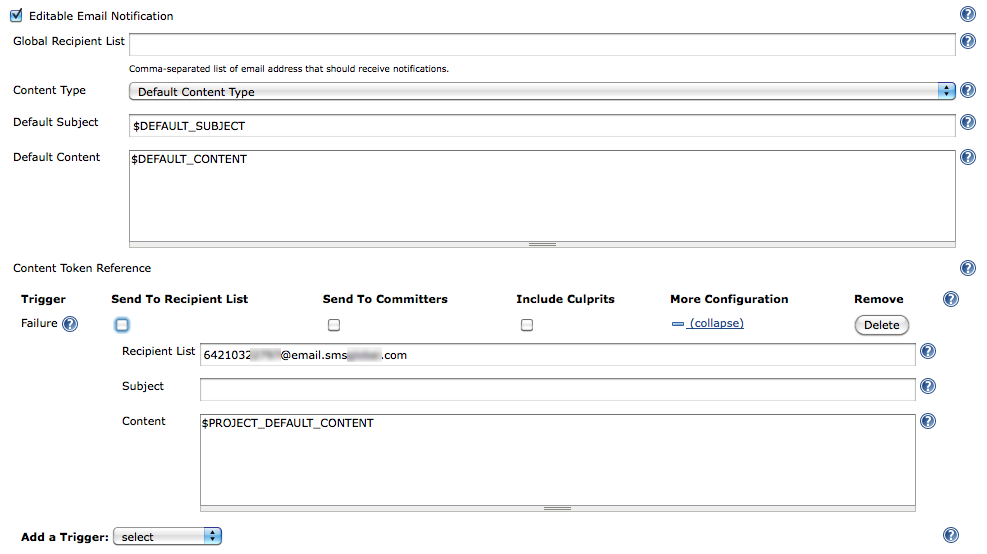 Editable Email Notification
Global Recipient List
Comma-separated list of email address that should receive notifications.
Content Type Default Content Type
Default Subject $DEFAULT_SUBJECT
Default Content $DEFAULT_CONTENT
Content Token Reference
Trigger Send To Recipient List Send To Committers Include Culprits More Configuration Remove
Failure (collapse) Delete
Recipient List 6421032 @email.sms .com
Subject
Content $PROJECT_DEFAULT_CONTENT
Add a Trigger: select